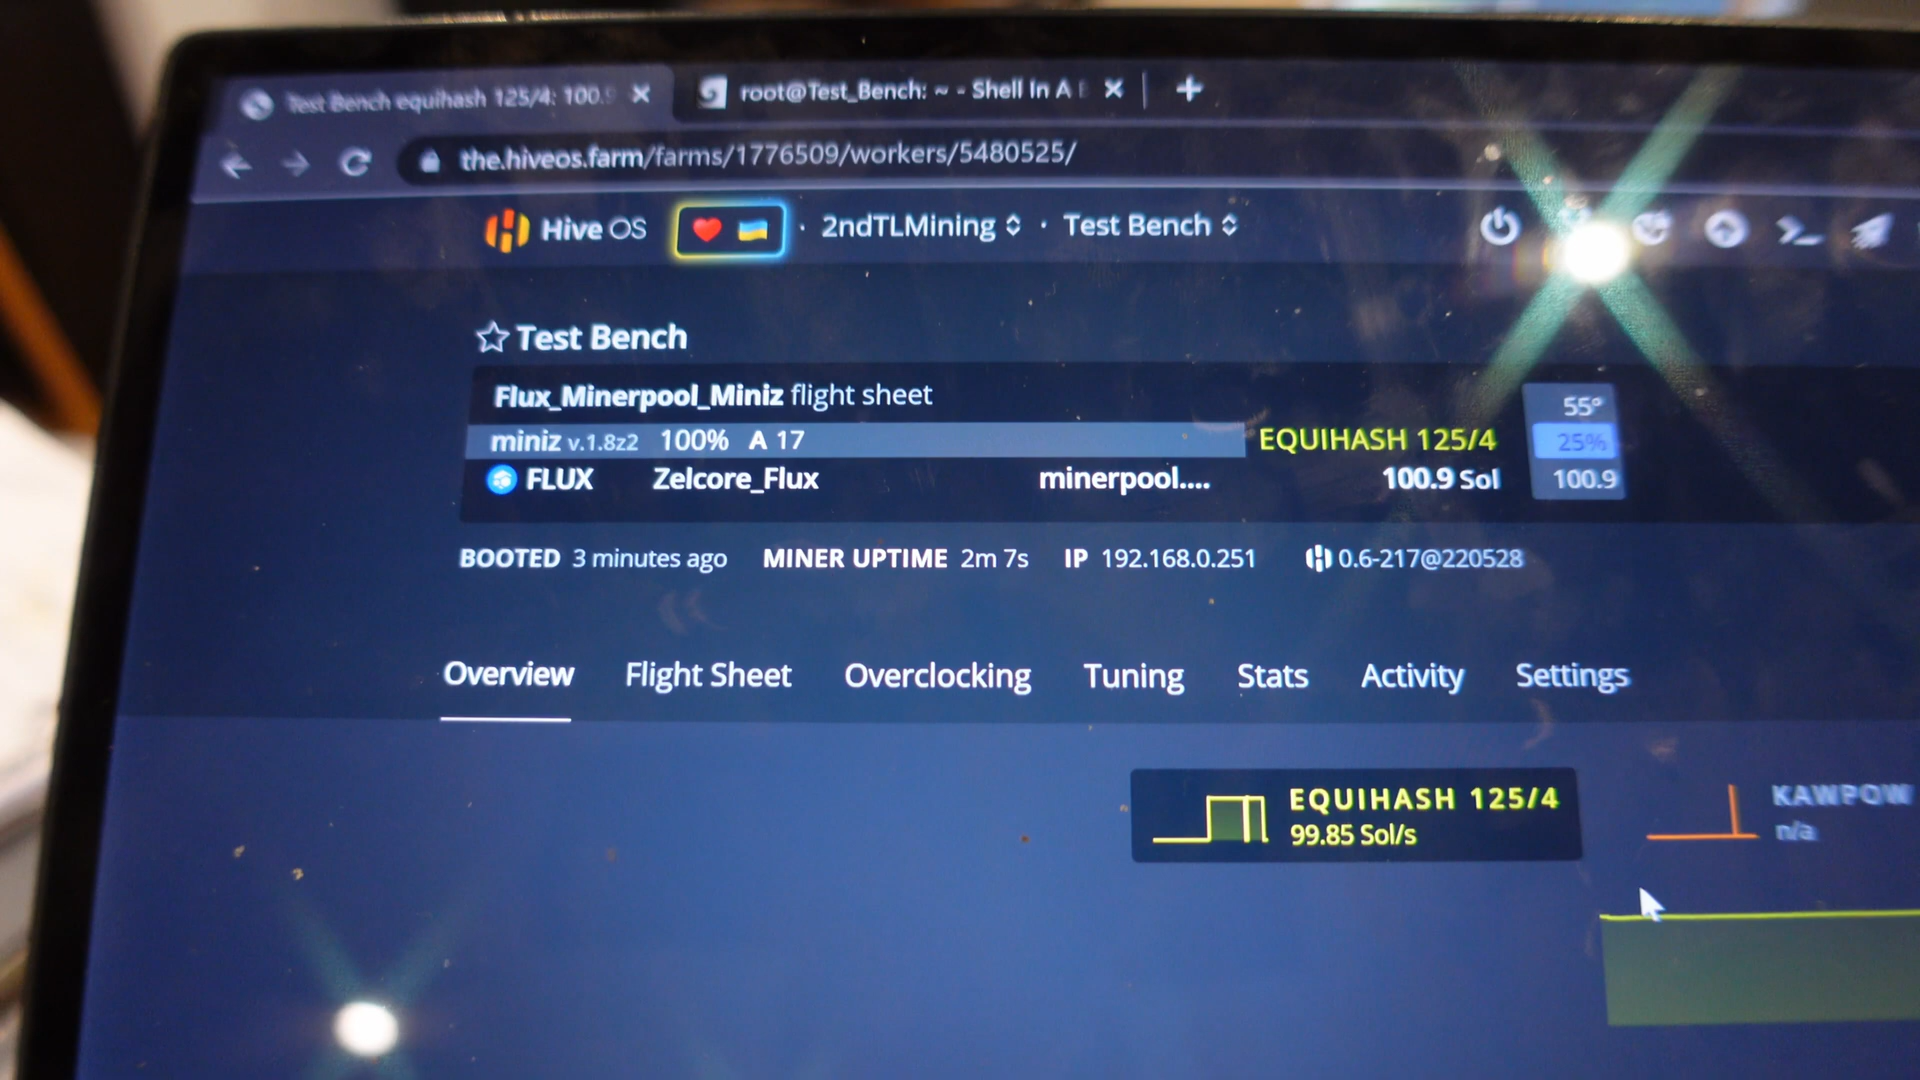 Test Bench equihash 125/4: 100.9
root@Test_Bench: ~ - Shell In A
the.hiveos.farm/farms/1776509/workers/5480525/
Hive OS · 2ndTLMining · Test Bench
Test Bench
Flux_Minerpool_Miniz flight sheet
55°
miniz v.1.8z2 100% A 17 EQUIHASH 125/4
25%
FLUX Zelcore_Flux minerpool.... 100.9 Sol
100.9
BOOTED 3 minutes ago MINER UPTIME 2m 7s IP 192.168.0.251 0.6-217@220528
Overview Flight Sheet Overclocking Tuning Stats Activity Settings
EQUIHASH 125/4
99.85 Sol/s
KAWPOW
n/a